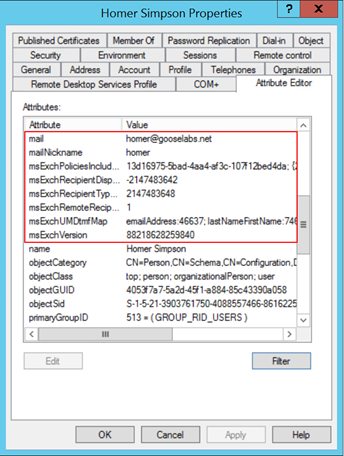 Homer Simpson Properties
? x
Published Certificates Member Of Password Replication Dial-in Object
Security Environment Sessions Remote control
General Address Account Profile Telephones Organization
Remote Desktop Services Profile COM+ Attribute Editor
Attributes:
Attribute Value
mail homer@gooselabs.net
mailNickname homer
msExchPoliciesInclud... 13d16975-5bad-4aa4-af3c-107f12bed4da; {2
msExchRecipientDisp... -2147483642
msExchRecipientTyp... 2147483648
msExchRemoteRecip... 1
msExchUMDtmfMap emailAddress:46637; lastNameFirstName:746
msExchVersion 88218628259840
name Homer Simpson
objectCategory CN=Person,CN=Schema,CN=Configuration,D
objectClass top; person; organizationalPerson; user
objectGUID 4053f7a7-5a2d-45f1-a884-85c43390a058
objectSid S-1-5-21-3903761750-4088557466-8616225
primaryGroupID 513 = ( GROUP_RID_USERS )
Edit Filter
OK Cancel Apply Help